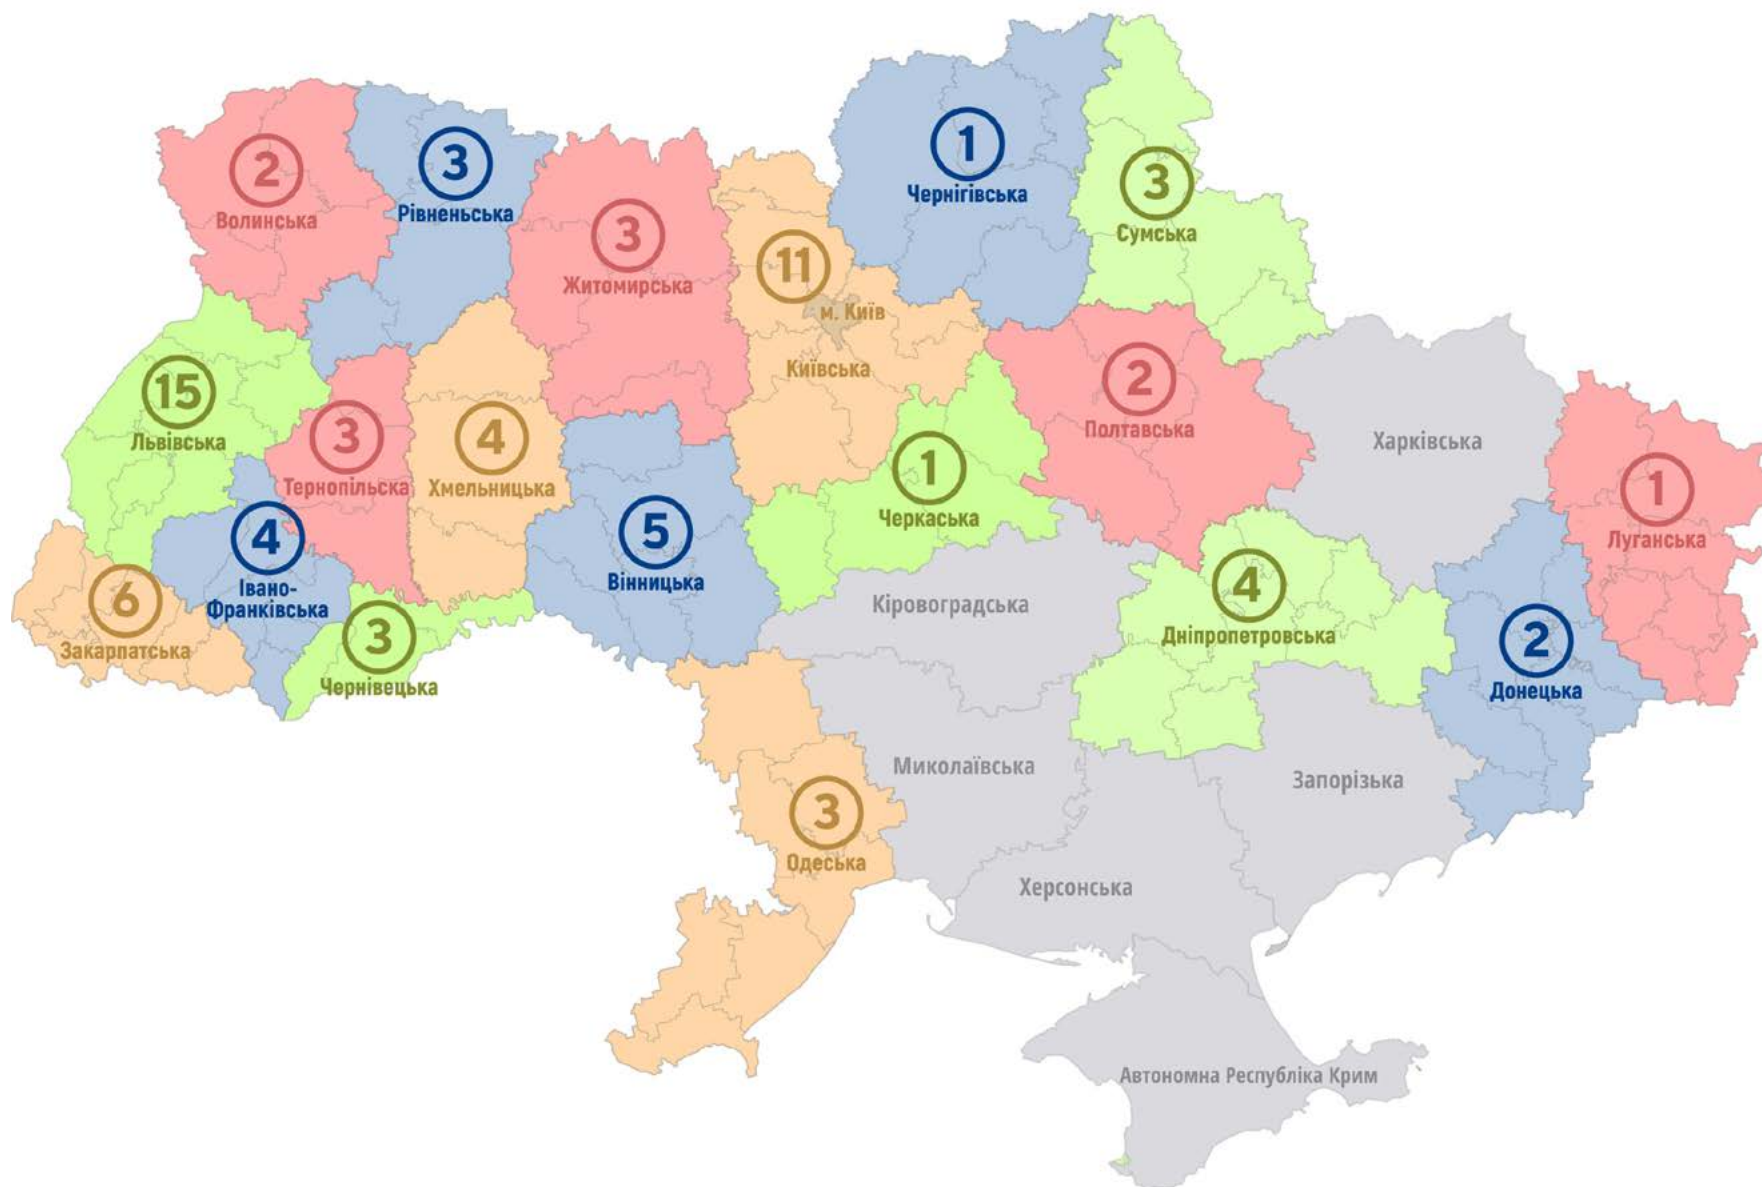 1
Чернігівська
2
Волинська
3
Рівненьська
3
Сумська
3
Житомирська
11
м. Київ
Київська
15
Львівська
3
Тернопільска
4
Хмельницька
2
Полтавська
Харківська
1
Черкаська
1
Луганська
4
Івано-
Франківська
5
Вінницька
6
Закарпатська
Кіровоградська
4
Дніпропетровська
3
Чернівецька
2
Донецька
Миколаївська
Запорізька
3
Одеська
Херсонська
Автономна Республіка Крим